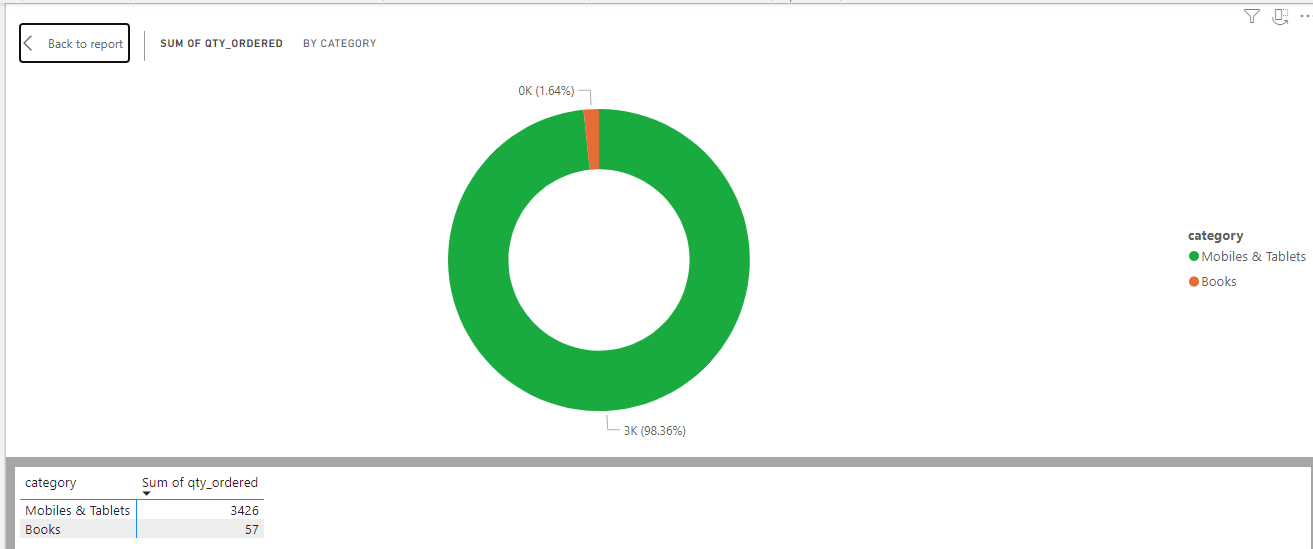 Back to report
SUM OF QTY_ORDERED BY CATEGORY
0K (1.64%)
category
Mobiles & Tablets
Books
3K (98.36%)
category Sum of qty_ordered
Mobiles & Tablets 3426
Books 57